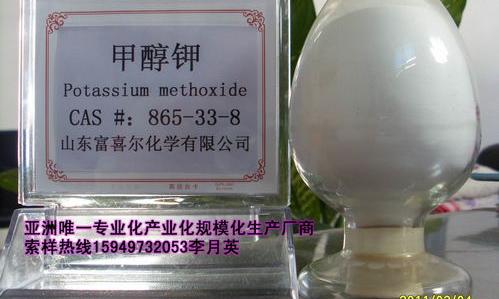 甲醇钾
Potassium methoxide
CAS #: 865-33-8
山东富喜尔化学有限公司
亚洲唯一专业化产业化规模化生产厂商
索样热线15949732053李月英